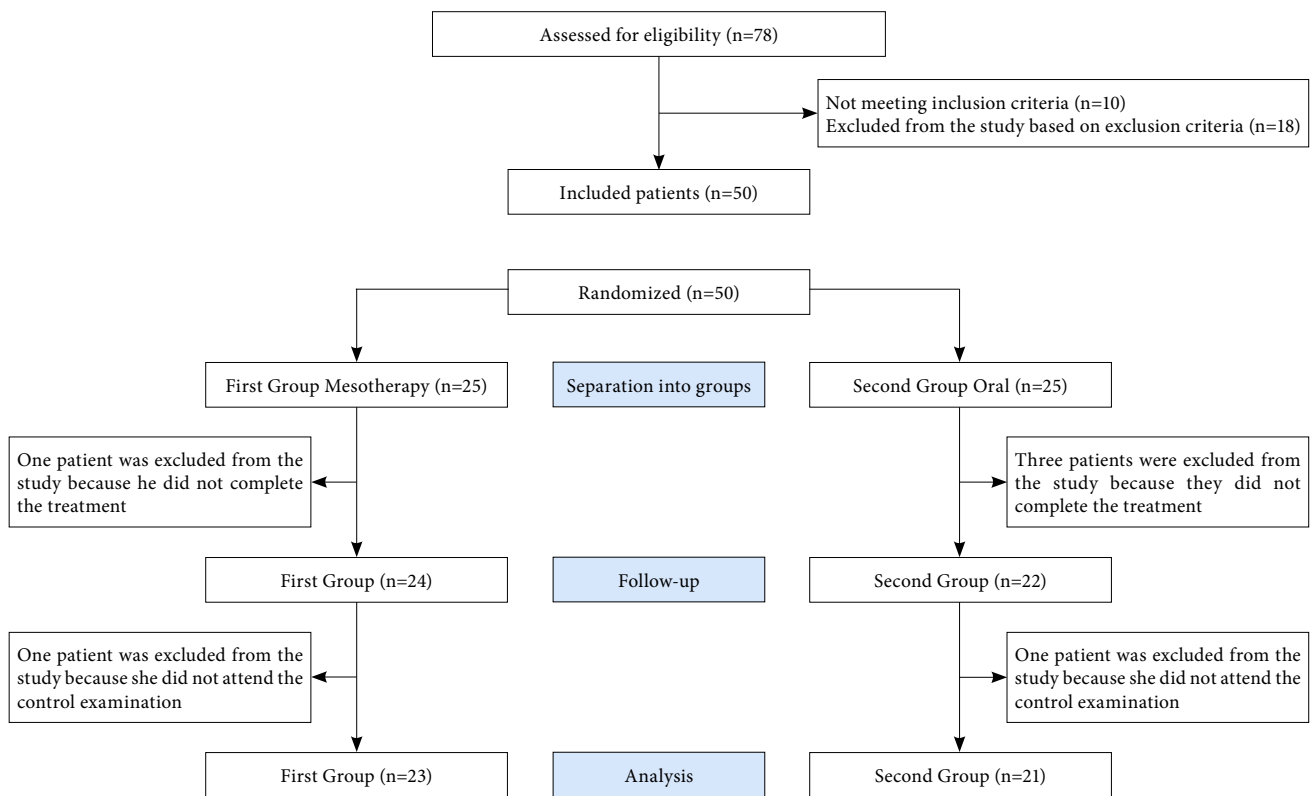 Assessed for eligibility (n=78)
Not meeting inclusion criteria (n=10)
Excluded from the study based on exclusion criteria (n=18)
Included patients (n=50)
Randomized (n=50)
First Group Mesotherapy (n=25)
Separation into groups
Second Group Oral (n=25)
One patient was excluded from the
study because he did not complete
the treatment
Three patients were excluded from
the study because they did not
complete the treatment
First Group (n=24)
Follow-up
Second Group (n=22)
One patient was excluded from the
study because she did not attend the
control examination
One patient was excluded from the
study because she did not attend the
control examination
First Group (n=23)
Analysis
Second Group (n=21)